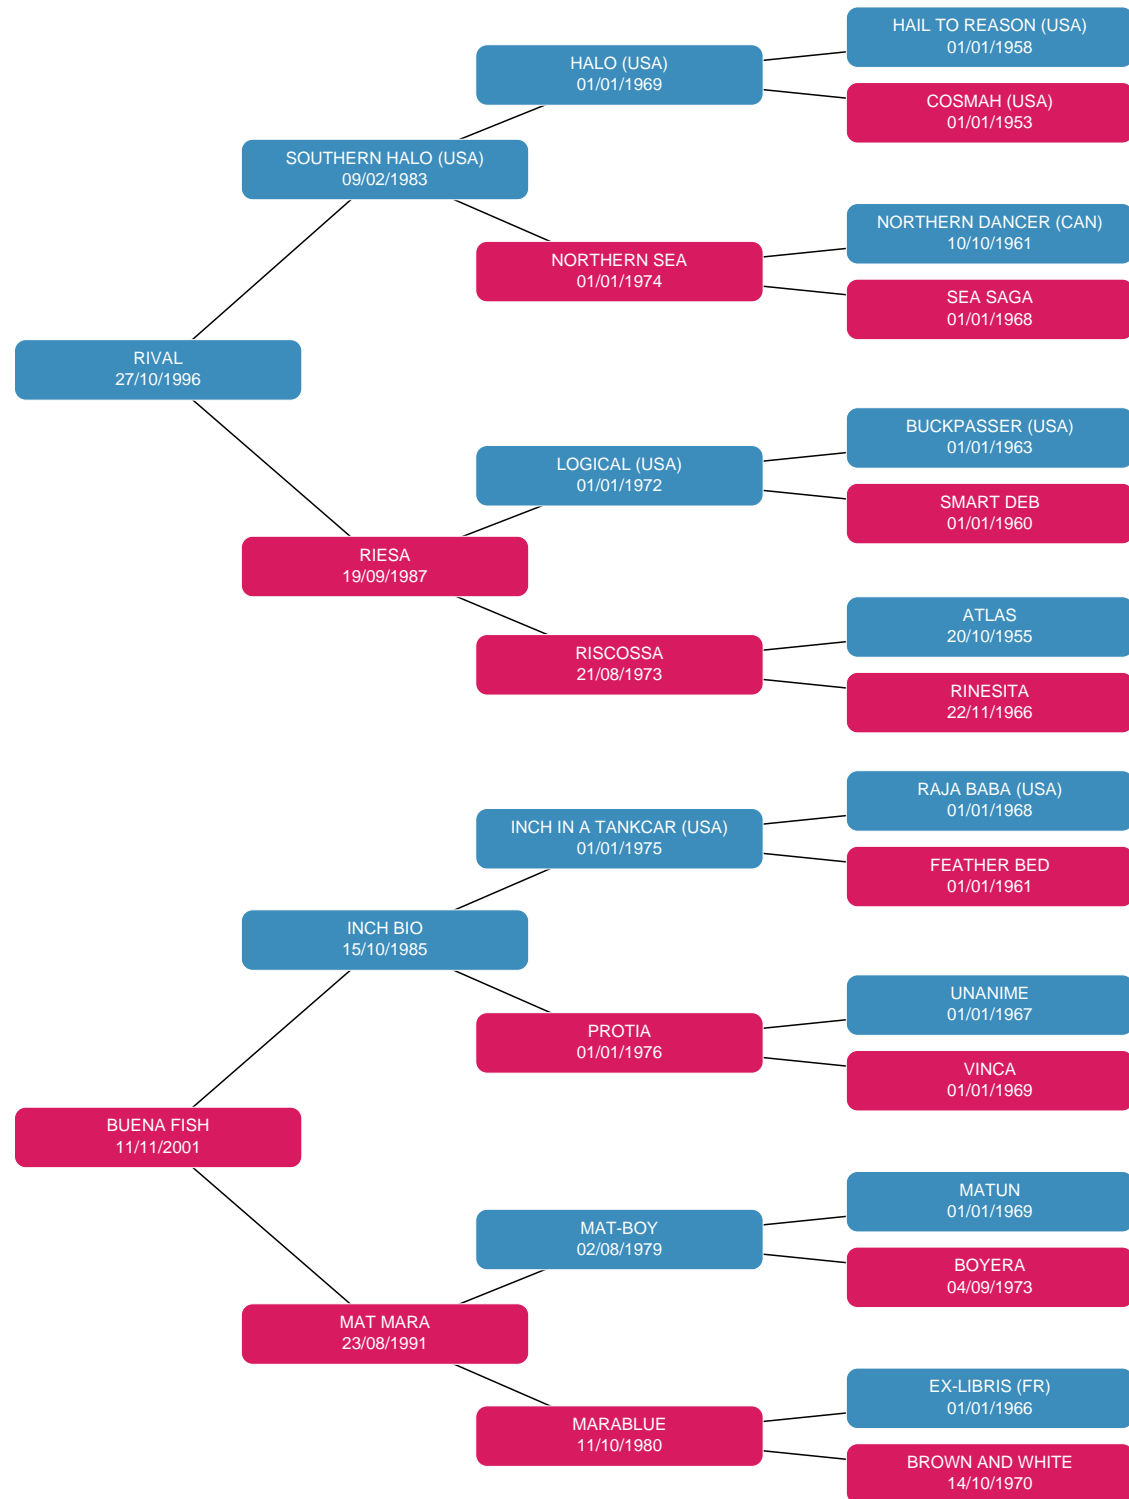 HAIL TO REASON (USA)
01/01/1958
HALO (USA)
01/01/1969
COSMAH (USA)
01/01/1953
SOUTHERN HALO (USA)
09/02/1983
NORTHERN DANCER (CAN)
10/10/1961
NORTHERN SEA
01/01/1974
SEA SAGA
01/01/1968
RIVAL
27/10/1996
BUCKPASSER (USA)
01/01/1963
LOGICAL (USA)
01/01/1972
SMART DEB
01/01/1960
RIESA
19/09/1987
ATLAS
20/10/1955
RISCOSSA
21/08/1973
RINESITA
22/11/1966
RAJA BABA (USA)
01/01/1968
INCH IN A TANKCAR (USA)
01/01/1975
FEATHER BED
01/01/1961
INCH BIO
15/10/1985
UNANIME
01/01/1967
PROTIA
01/01/1976
VINCA
01/01/1969
BUENA FISH
11/11/2001
MATUN
01/01/1969
MAT-BOY
02/08/1979
BOYERA
04/09/1973
MAT MARA
23/08/1991
EX-LIBRIS (FR)
01/01/1966
MARABLUE
11/10/1980
BROWN AND WHITE
14/10/1970